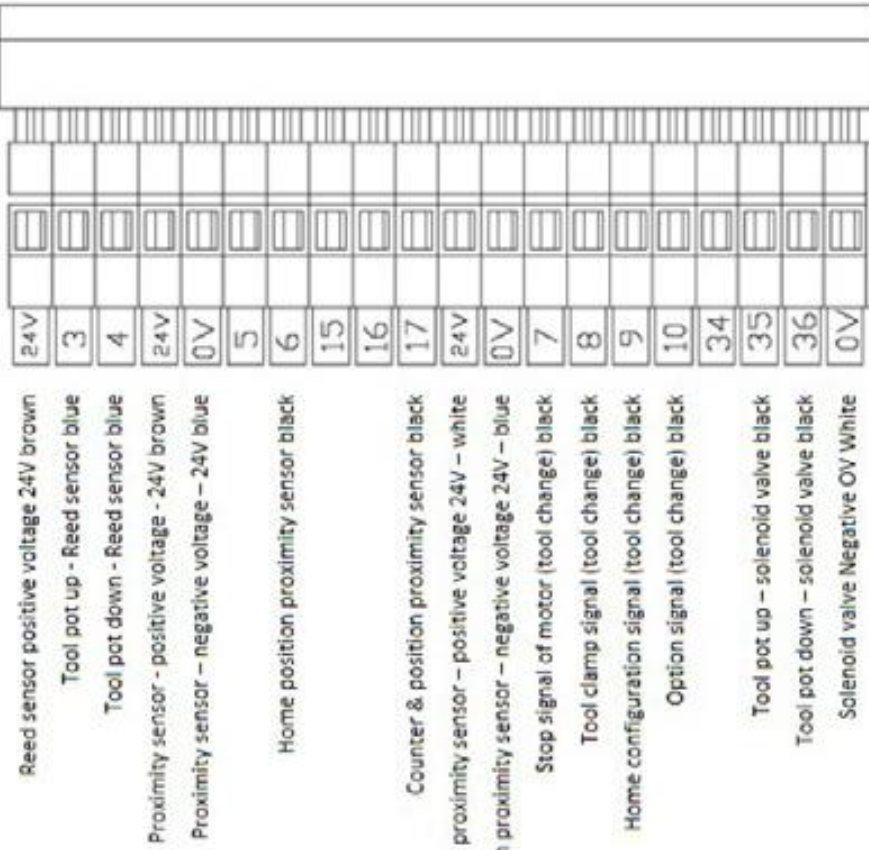 24V
3
4
24V
0V
5
6
15
16
17
24V
0V
7
8
9
10
34
35
36
0V
Reed sensor positive voltage 24V brown
Tool pot up - Reed sensor blue
Tool pot down - Reed sensor blue
Proximity sensor - positive voltage - 24V brown
Proximity sensor – negative voltage – 24V blue
Home position proximity sensor black
Counter & position proximity sensor black
proximity sensor – positive voltage 24V – white
proximity sensor – negative voltage 24V – blue
Stop signal of motor (tool change) black
Tool clamp signal (tool change) black
Home configuration signal (tool change) black
Option signal (tool change) black
Tool pot up – solenoid valve black
Tool pot down – solenoid valve black
Solenoid valve Negative OV White